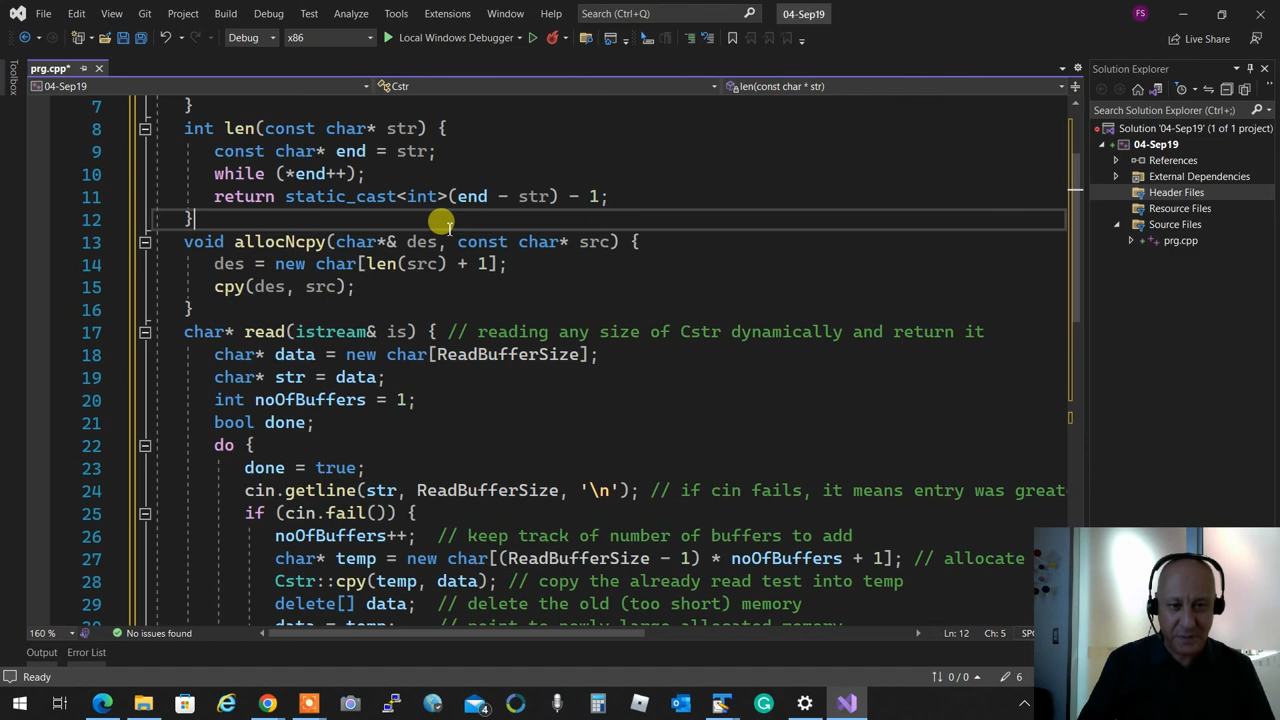 File Edit View Git Project Build Debug Test Analyze Tools Extensions Window Help Search (Ctrl+Q) 04-Sep19 FS
Debug x86 Local Windows Debugger Live Share
Toolbox
prg.cpp*
04-Sep19 Cstr len(const char * str)
7 }
8 int len(const char* str) {
9 const char* end = str;
10 while (*end++);
11 return static_cast<int>(end - str) - 1;
12 }
13 void allocNcpy(char*& des, const char* src) {
14 des = new char[len(src) + 1];
15 cpy(des, src);
16 }
17 char* read(istream& is) { // reading any size of Cstr dynamically and return it
18 char* data = new char[ReadBufferSize];
19 char* str = data;
20 int noOfBuffers = 1;
21 bool done;
22 do {
23 done = true;
24 cin.getline(str, ReadBufferSize, '\n'); // if cin fails, it means entry was great
25 if (cin.fail()) {
26 noOfBuffers++; // keep track of number of buffers to add
27 char* temp = new char[(ReadBufferSize - 1) * noOfBuffers + 1]; // allocate
28 Cstr::cpy(temp, data); // copy the already read test into temp
29 delete[] data; // delete the old (too short) memory
data = temp; // point to newly large allocated memory
160 % No issues found Ln: 12 Ch: 5 SPC
Output Error List
Ready 0 / 0 6
Solution Explorer
Search Solution Explorer (Ctrl+;)
Solution '04-Sep19' (1 of 1 project)
04-Sep19
References
External Dependencies
Header Files
Resource Files
Source Files
prg.cpp
4